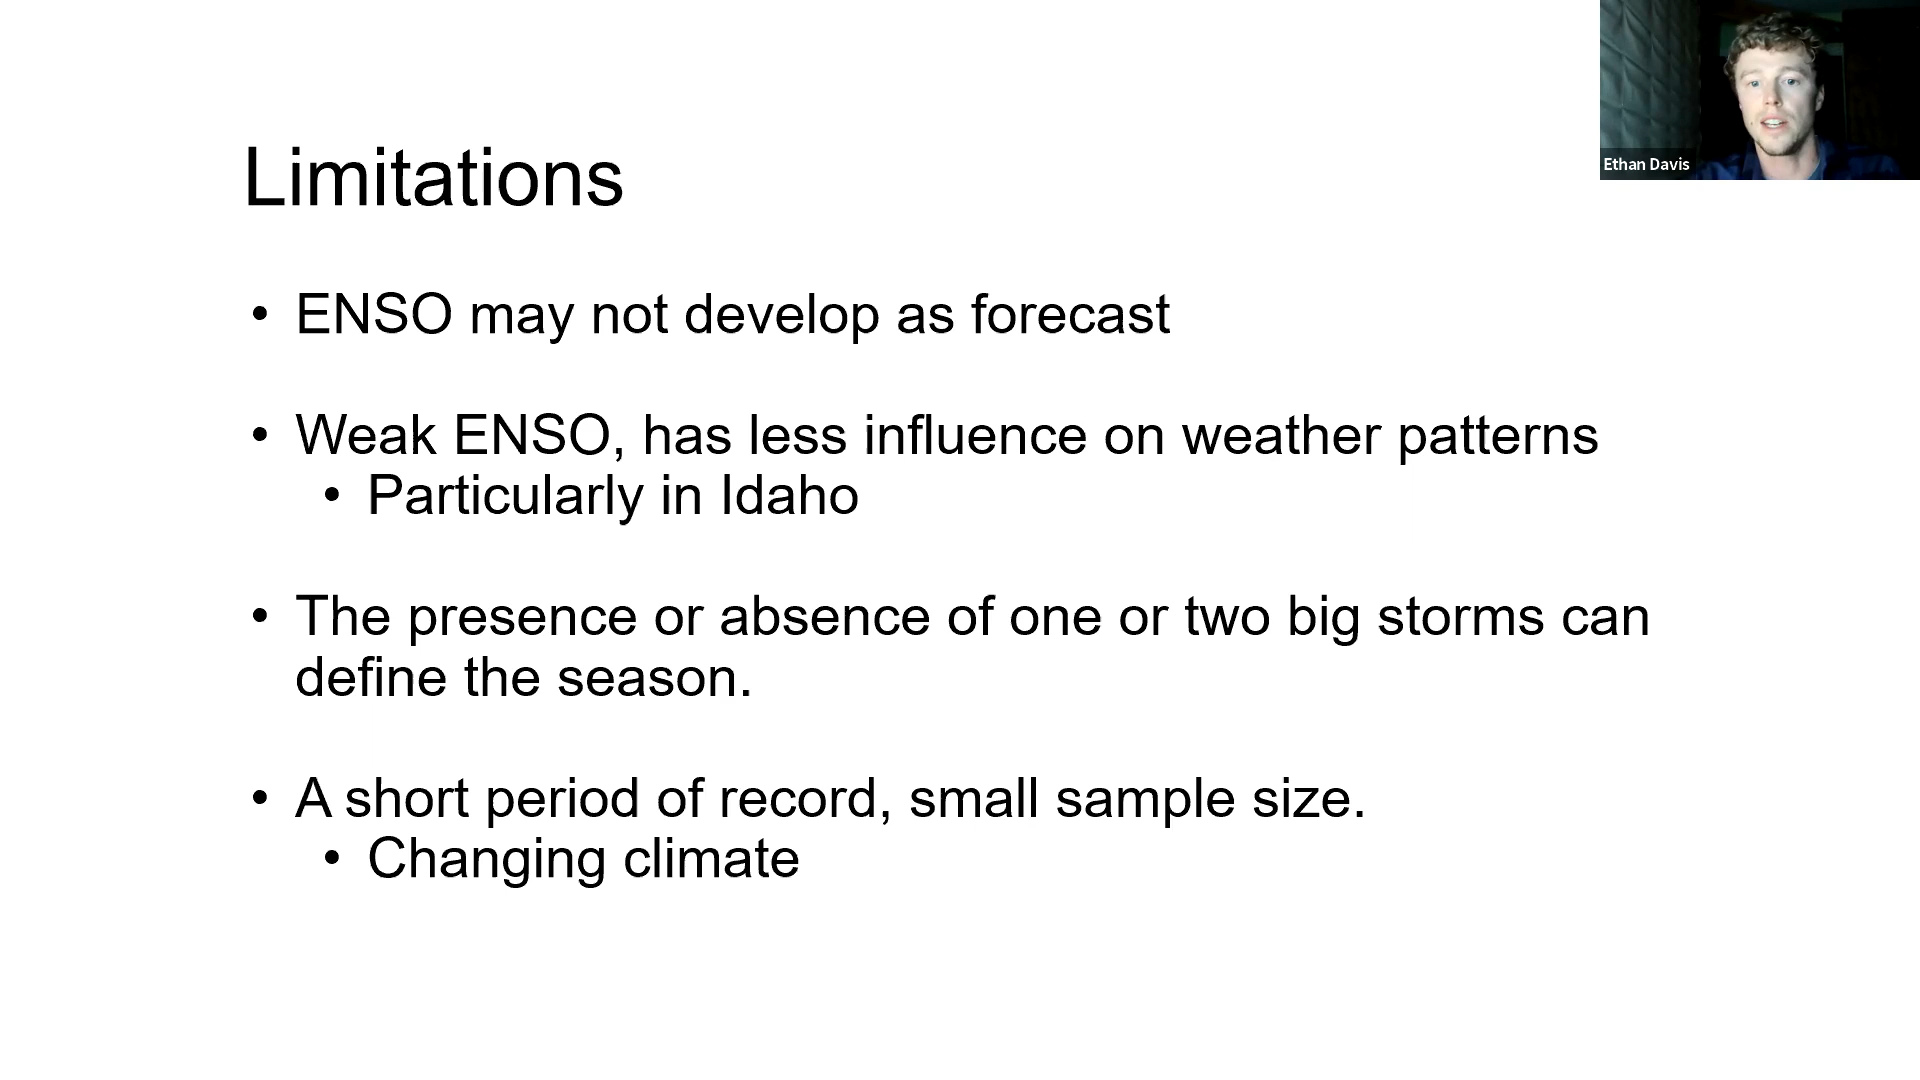 Ethan Davis
Limitations
• ENSO may not develop as forecast
• Weak ENSO, has less influence on weather patterns
• Particularly in Idaho
• The presence or absence of one or two big storms can
define the season.
• A short period of record, small sample size.
• Changing climate